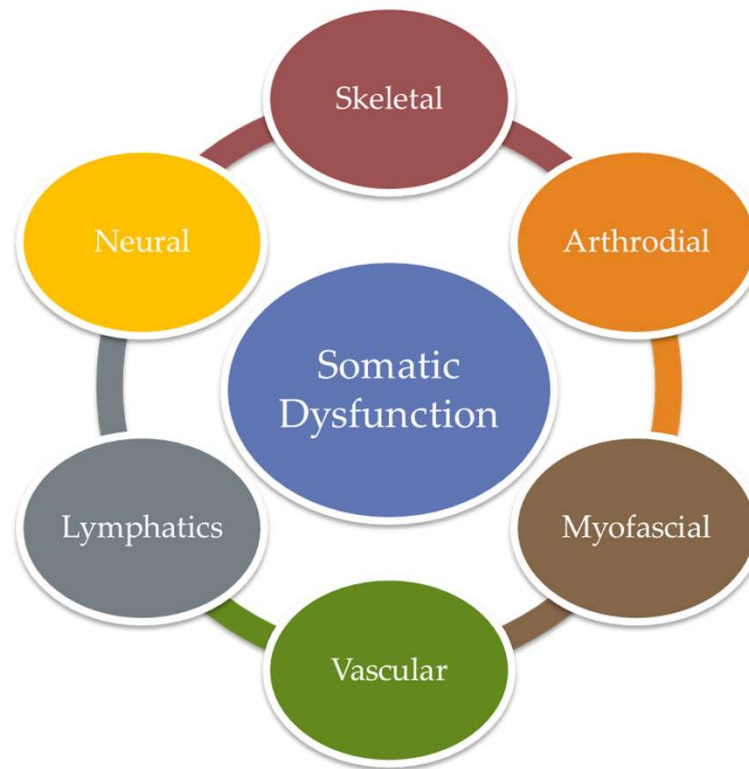 Skeletal
Neural
Arthrodial
Somatic
Dysfunction
Lymphatics
Myofascial
Vascular